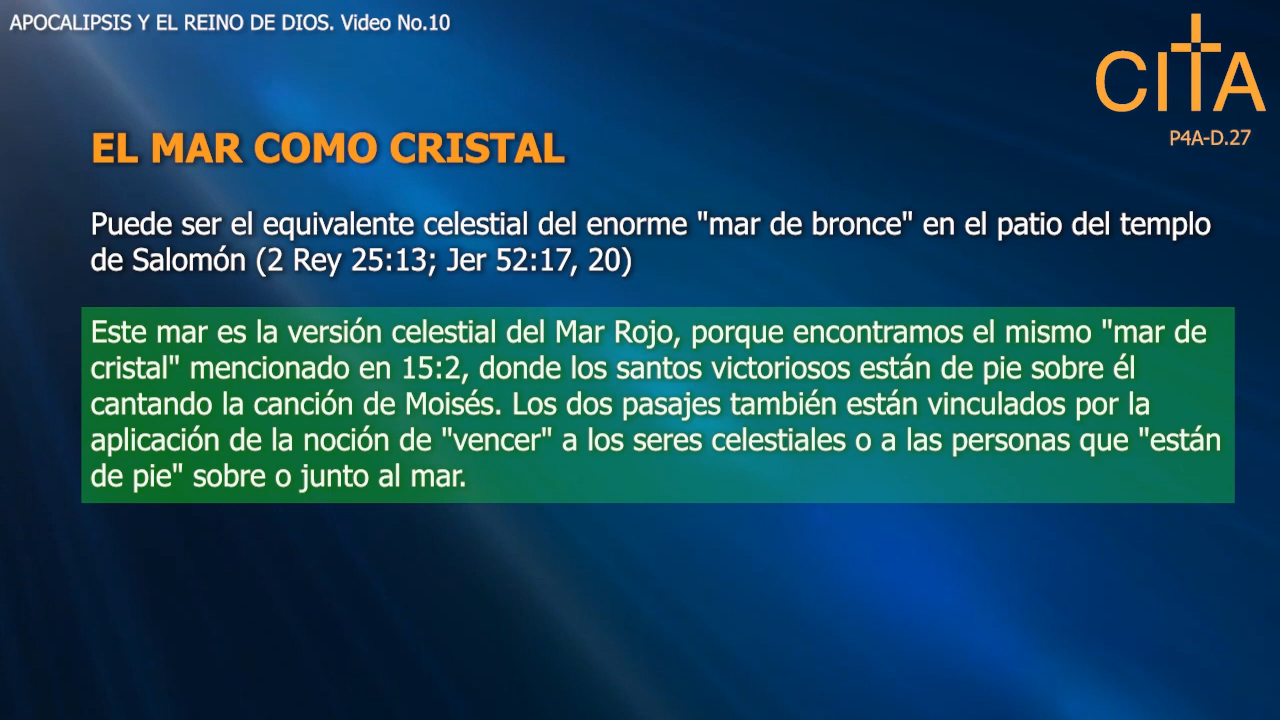 APOCALIPSIS Y EL REINO DE DIOS. Video No.10
CITA
P4A-D.27
EL MAR COMO CRISTAL
Puede ser el equivalente celestial del enorme "mar de bronce" en el patio del templo
de Salomón (2 Rey 25:13; Jer 52:17, 20)
Este mar es la versión celestial del Mar Rojo, porque encontramos el mismo "mar de
cristal" mencionado en 15:2, donde los santos victoriosos están de pie sobre él
cantando la canción de Moisés. Los dos pasajes también están vinculados por la
aplicación de la noción de "vencer" a los seres celestiales o a las personas que "están
de pie" sobre o junto al mar.